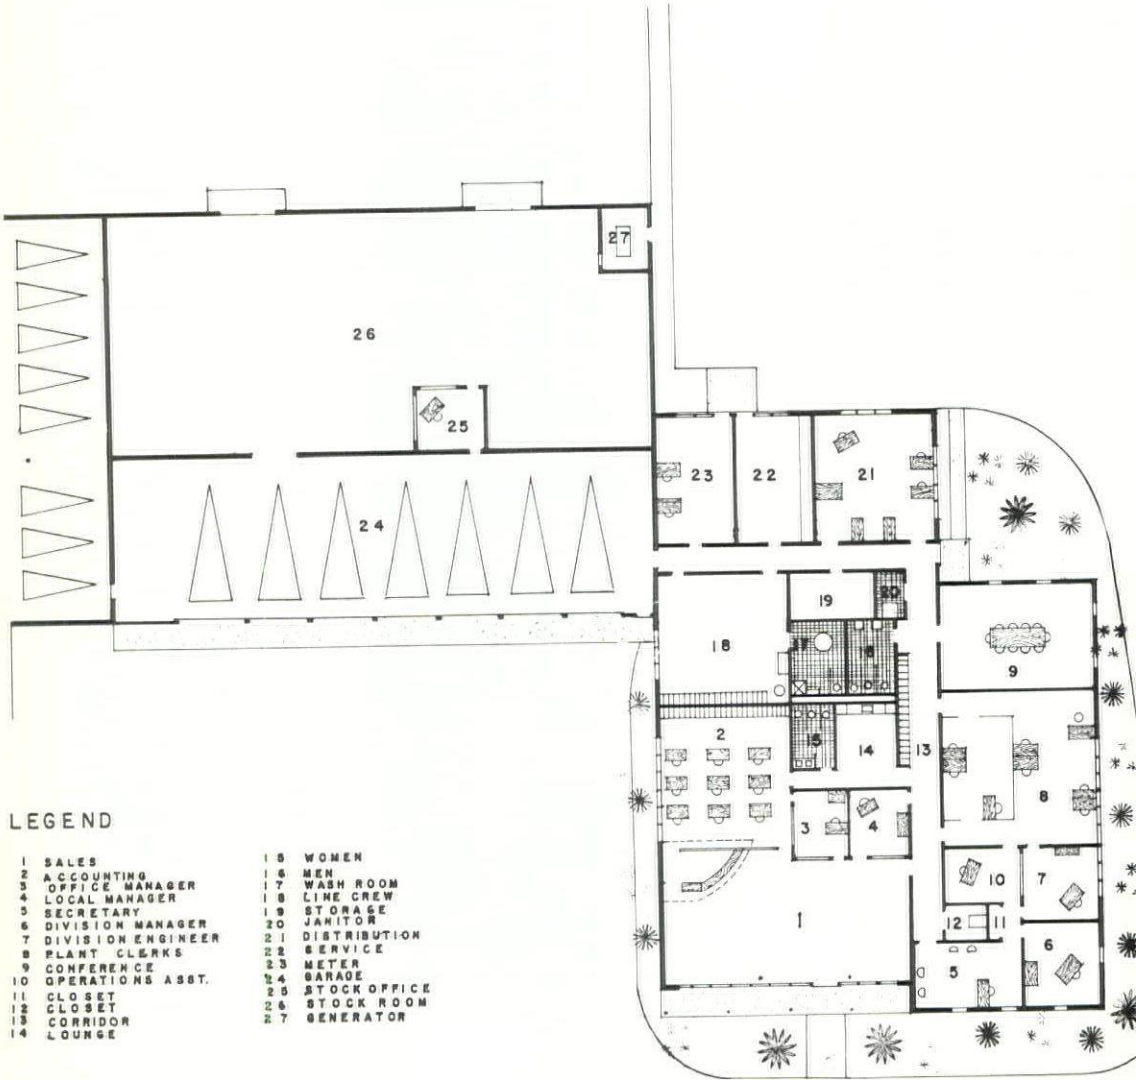 27
26
25
23
22
21
24
20
19
18
17
16
9
2
15
14
13
8
3
4
10
7
1
12
11
6
5
LEGEND
1 SALES
2 ACCOUNTING
3 OFFICE MANAGER
4 LOCAL MANAGER
5 SECRETARY
6 DIVISION MANAGER
7 DIVISION ENGINEER
8 PLANT CLERKS
9 CONFERENCE
10 OPERATIONS ASST.
11 CLOSET
12 CLOSET
13 CORRIDOR
14 LOUNGE
15 WOMEN
16 MEN
17 WASH ROOM
18 LINE CREW
19 STORAGE
20 JANITOR
21 DISTRIBUTION
22 SERVICE
23 METER
24 GARAGE
25 STOCK OFFICE
26 STOCK ROOM
27 GENERATOR